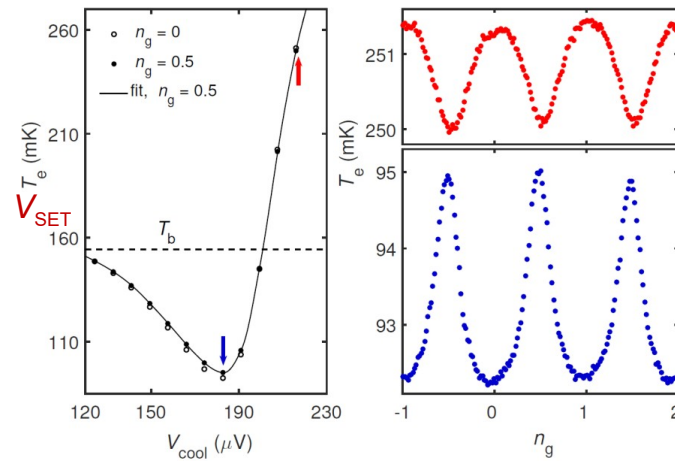 260
210
160
110
120
150
190
230
T_e (mK)
V_SET
n_g = 0
n_g = 0.5
fit, n_g = 0.5
T_b
V_cool (μV)
251
250
T_e (mK)
95
94
93
-1
0
1
2
n_g